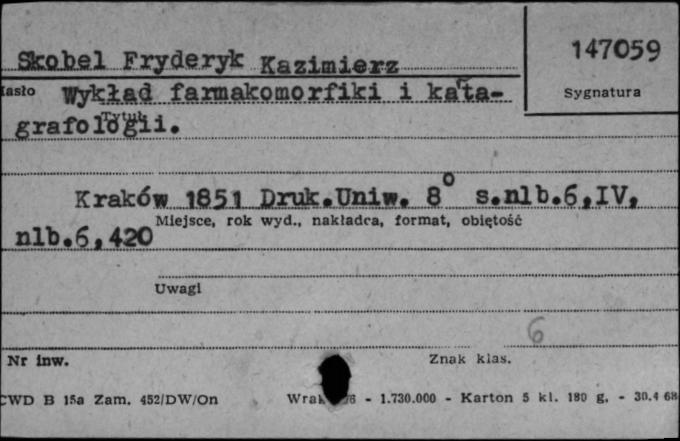 Skobel Fryderyk Kazimierz
147059
Sygnatura
Hasło Wykład farmakomorfiki i kata-
Tytuł
grafologii.
Kraków 1851 Druk.Uniw. 8° s.nlb.6,IV,
Miejsce, rok wyd., nakładca, format, objętość
nlb.6,420
Uwagi
6
Nr inw.
Znak klas.
CWD B 15a Zam. 452/DW/On - 1.730.000 - Karton 5 kl. 180 g. - 30.4 68